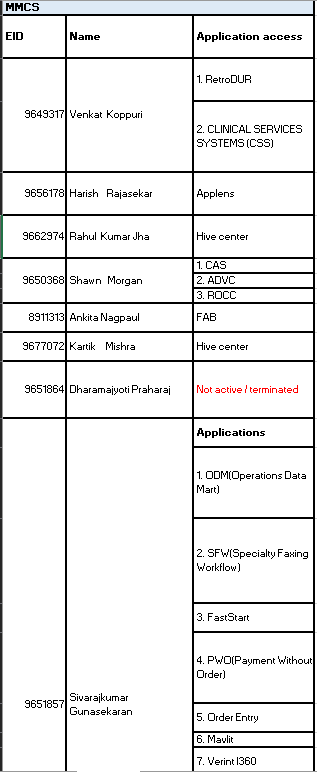 MMCS
EID Name Application access
9649317 Venkat Koppuri
1. RetroDUR
2. CLINICAL SERVICES
SYSTEMS (CSS)
9656178 Harish Rajasekar Applens
9662974 Rahul Kumar Jha Hive center
9650368 Shawn Morgan
1. CAS
2. ADVC
3. ROCC
8911313 Ankita Nagpaul FAB
9677072 Kartik Mishra Hive center
9651864 Dharamajyoti Praharaj Not active / terminated
9651857 Sivarajkumar
Gunasekaran
Applications
1. ODM(Operations Data
Mart)
2. SFW(Specialty Faxing
Workflow)
3. FastStart
4. PWO(Payment Without
Order)
5. Order Entry
6. Mavlit
7. Verint I360